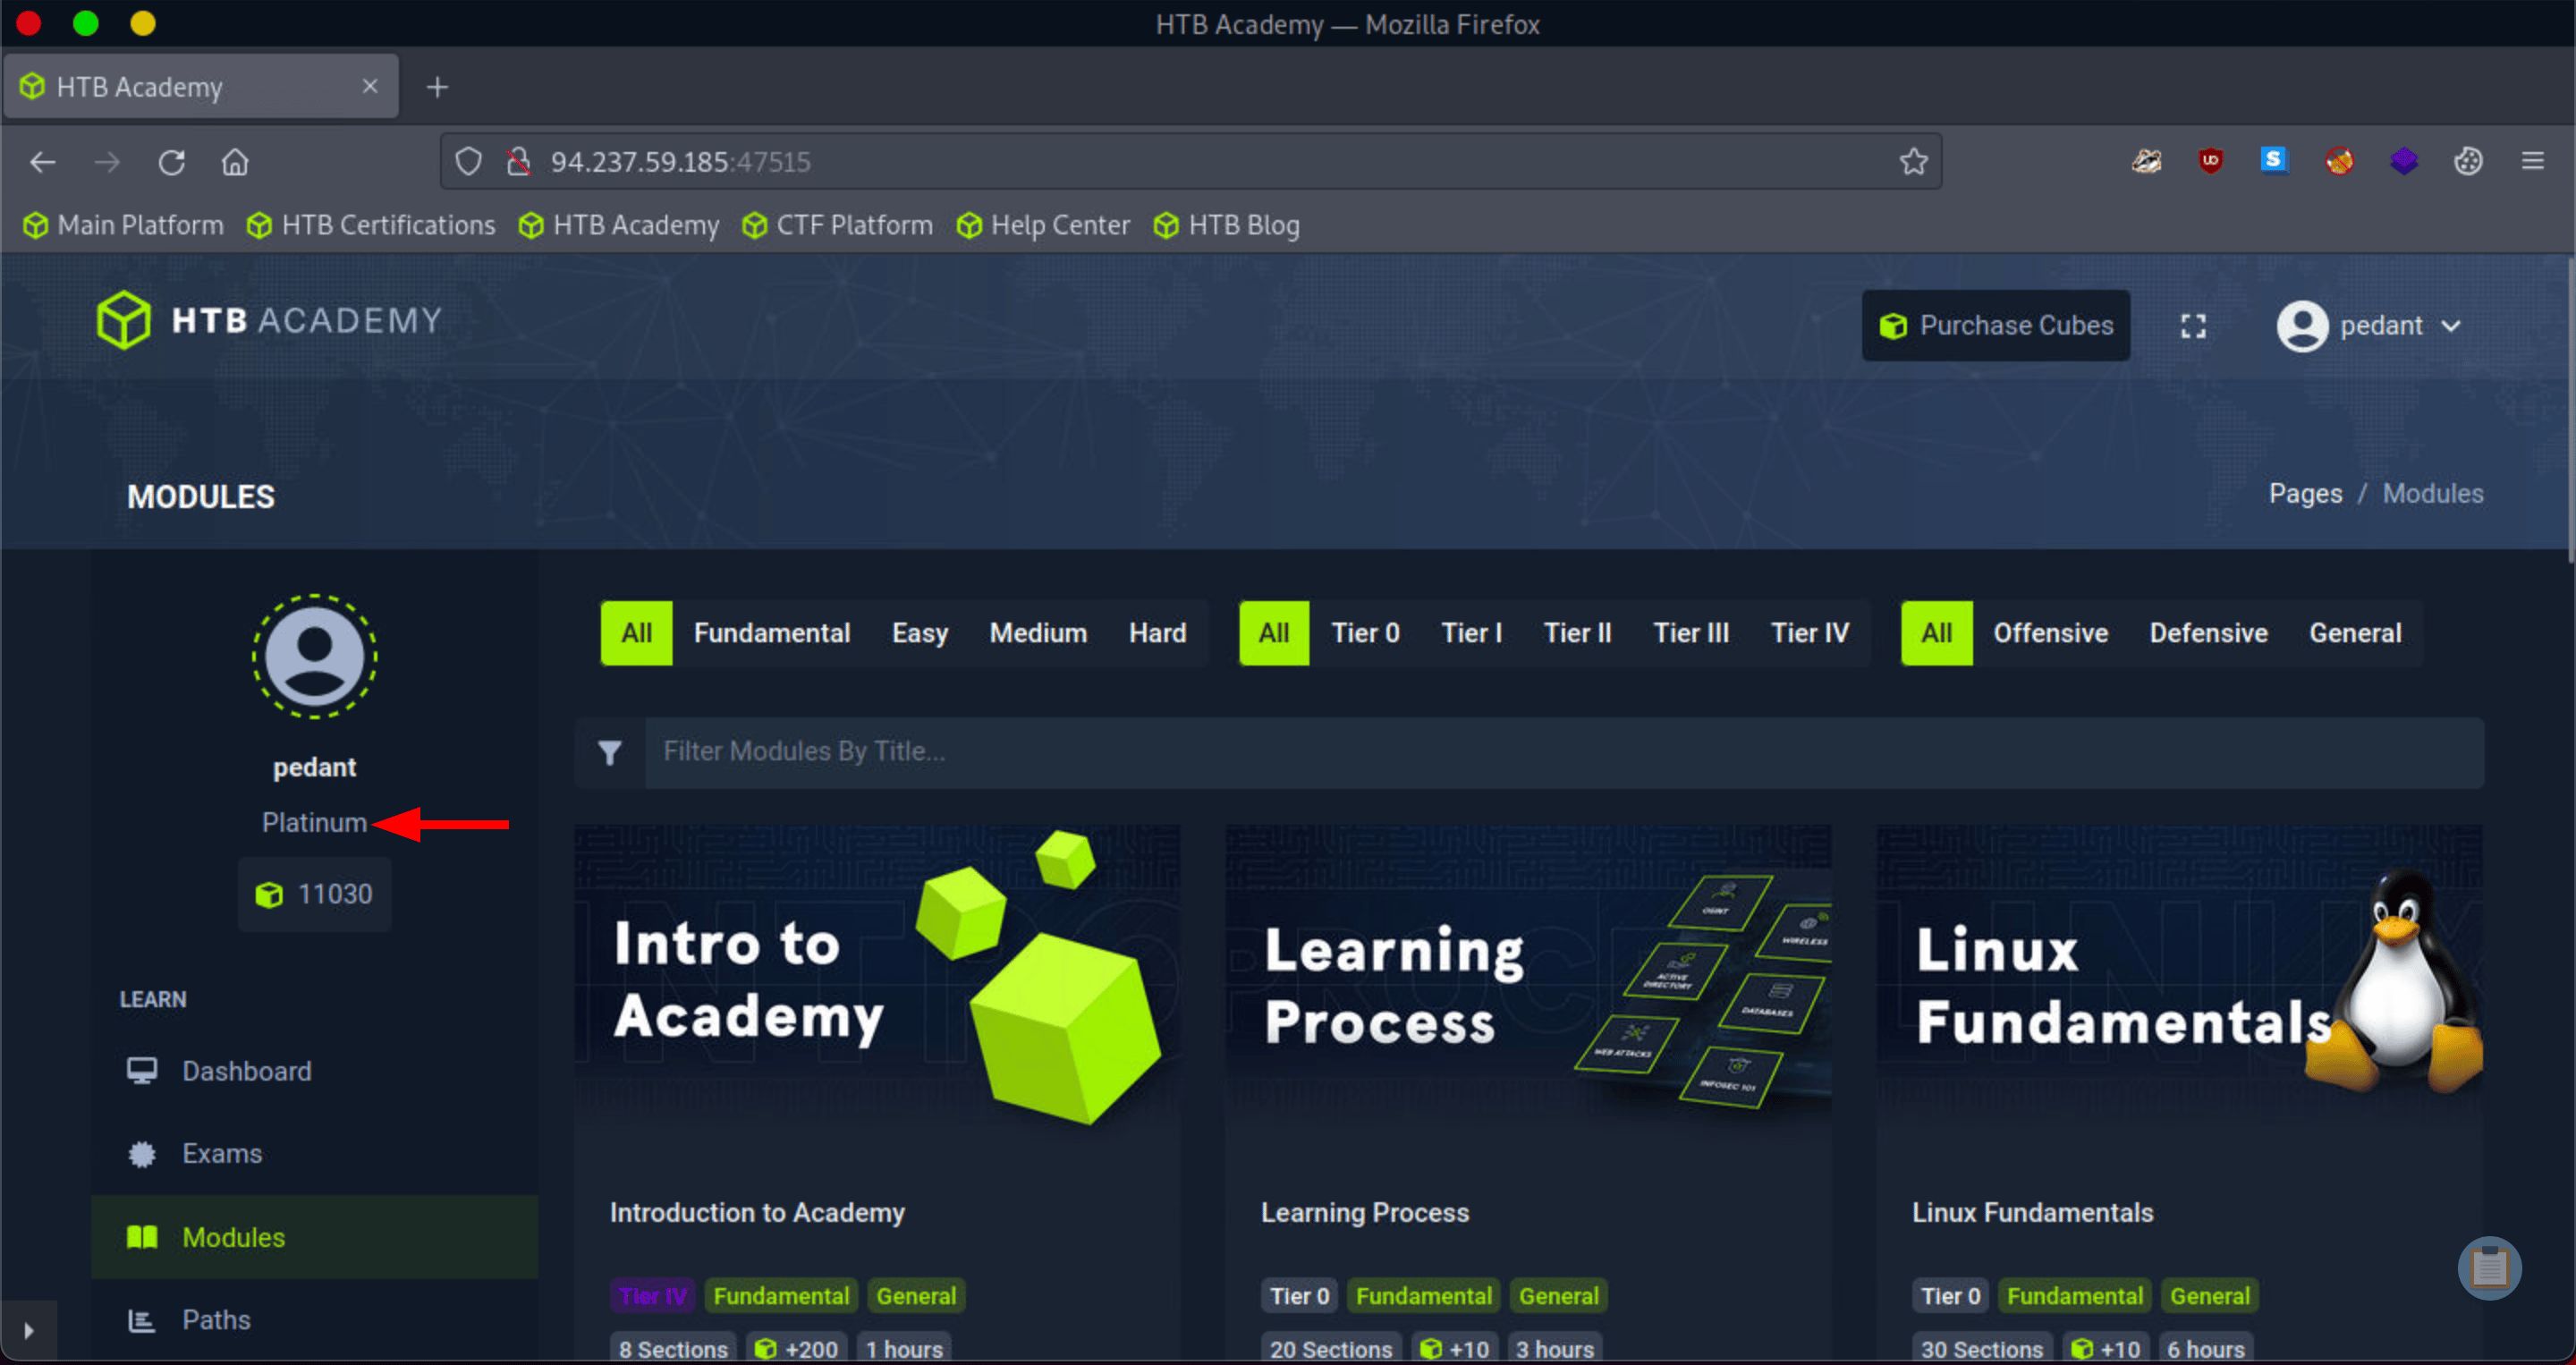 HTB Academy — Mozilla Firefox
HTB Academy
94.237.59.185:47515
Main Platform HTB Certifications HTB Academy CTF Platform Help Center HTB Blog
HTB ACADEMY
Purchase Cubes
pedant
MODULES
Pages / Modules
All Fundamental Easy Medium Hard
All Tier 0 Tier I Tier II Tier III Tier IV
All Offensive Defensive General
Filter Modules By Title...
pedant
Platinum
11030
LEARN
Dashboard
Exams
Modules
Paths
Intro to
Academy
Introduction to Academy
Tier IV Fundamental General
8 Sections +200 1 hours
Learning
Process
OSINT
WIRELESS
ACTIVE
DIRECTORY
DATABASES
WEB ATTACKS
INFOSEC 101
Learning Process
Tier 0 Fundamental General
20 Sections +10 3 hours
Linux
Fundamentals
Linux Fundamentals
Tier 0 Fundamental General
30 Sections +10 6 hours